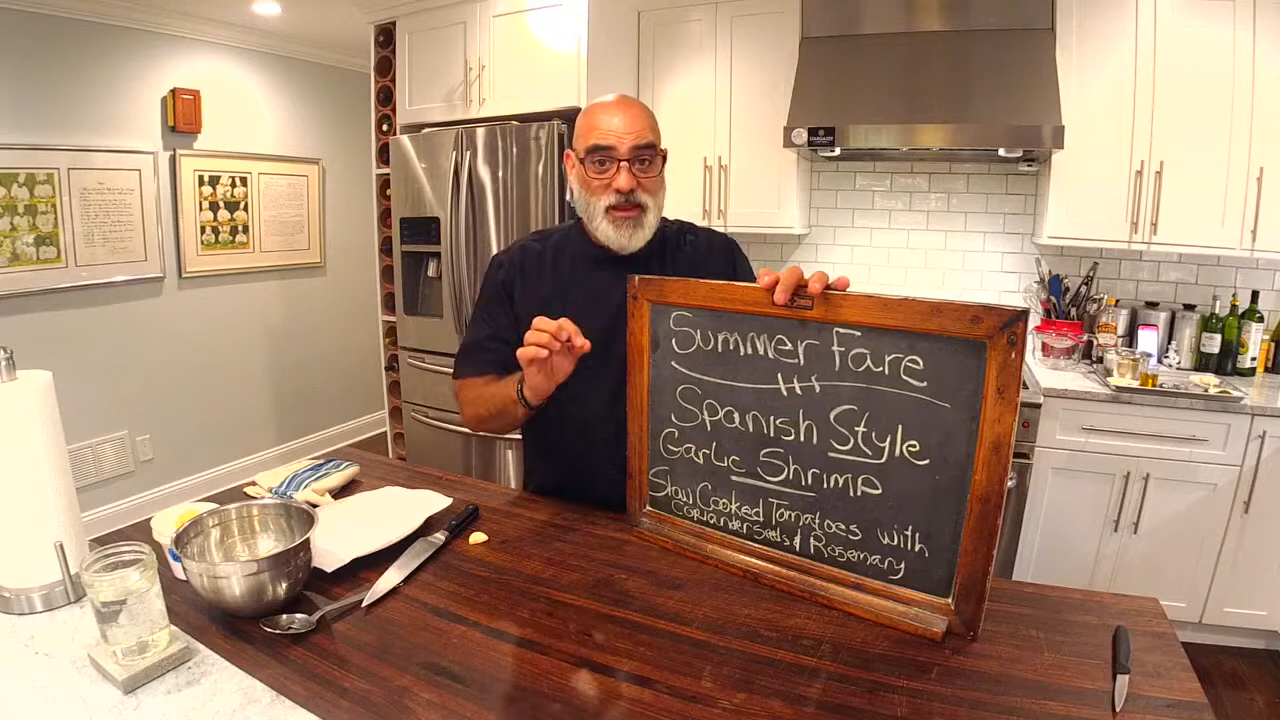 Summer Fare
Spanish Style
Garlic Shrimp
Slow Cooked Tomatoes with
Coriander Seeds & Rosemary